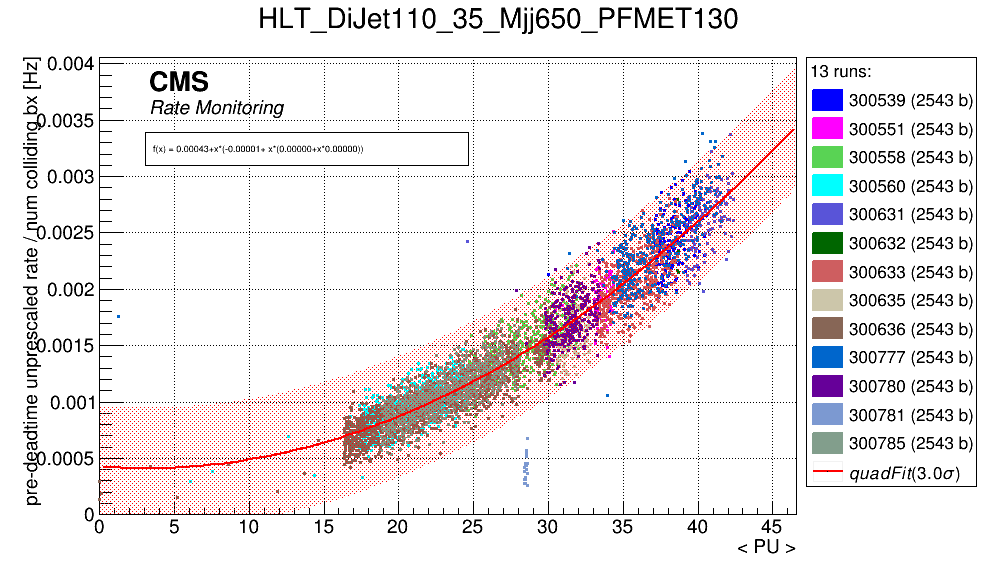 HLT_DiJet110_35_Mjj650_PFMET130
pre-deadtime unprescaled rate / num colliding bx [Hz]
0.004
0.0035
0.003
0.0025
0.002
0.0015
0.001
0.0005
0
CMS
Rate Monitoring
f(x) = 0.00043+x*(-0.00001+ x*(0.00000+x*0.00000))
0 5 10 15 20 25 30 35 40 45
< PU >
13 runs:
300539 (2543 b)
300551 (2543 b)
300558 (2543 b)
300560 (2543 b)
300631 (2543 b)
300632 (2543 b)
300633 (2543 b)
300635 (2543 b)
300636 (2543 b)
300777 (2543 b)
300780 (2543 b)
300781 (2543 b)
300785 (2543 b)
quadFit(3.0σ)